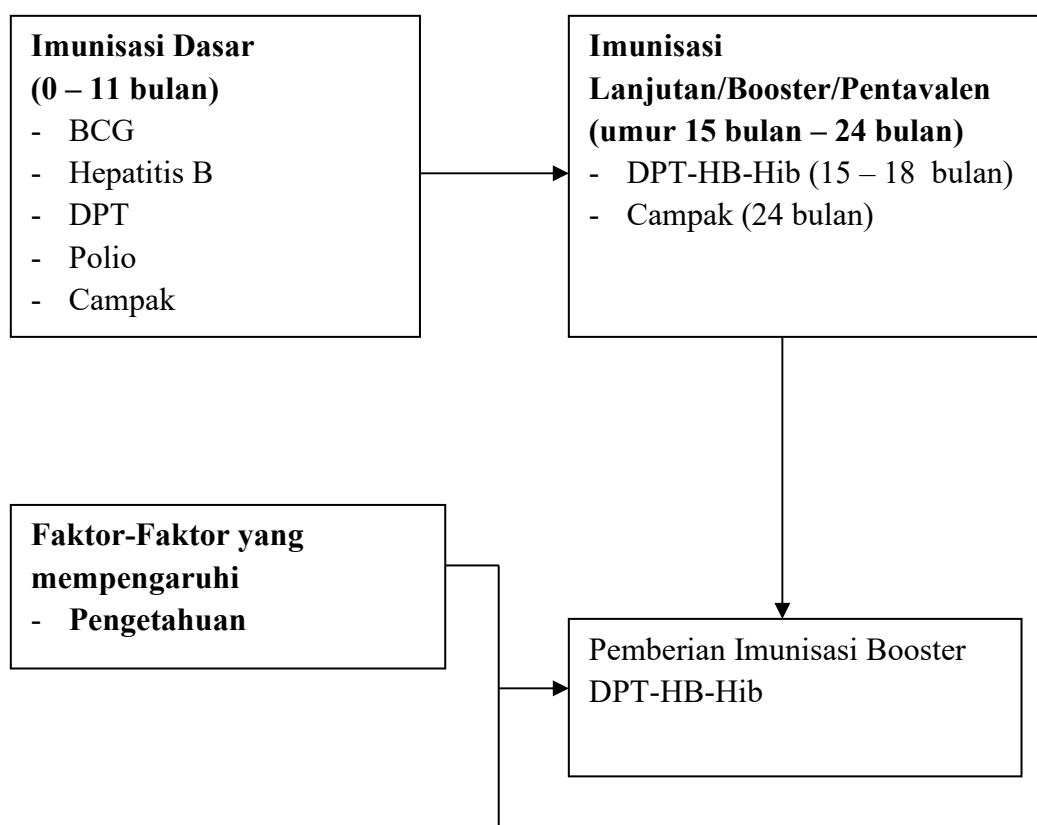 Imunisasi Dasar
(0 – 11 bulan)
- BCG
- Hepatitis B
- DPT
- Polio
- Campak
Imunisasi
Lanjutan/Booster/Pentavalen
(umur 15 bulan – 24 bulan)
- DPT-HB-Hib (15 – 18 bulan)
- Campak (24 bulan)
Faktor-Faktor yang
mempengaruhi
- Pengetahuan
Pemberian Imunisasi Booster
DPT-HB-Hib